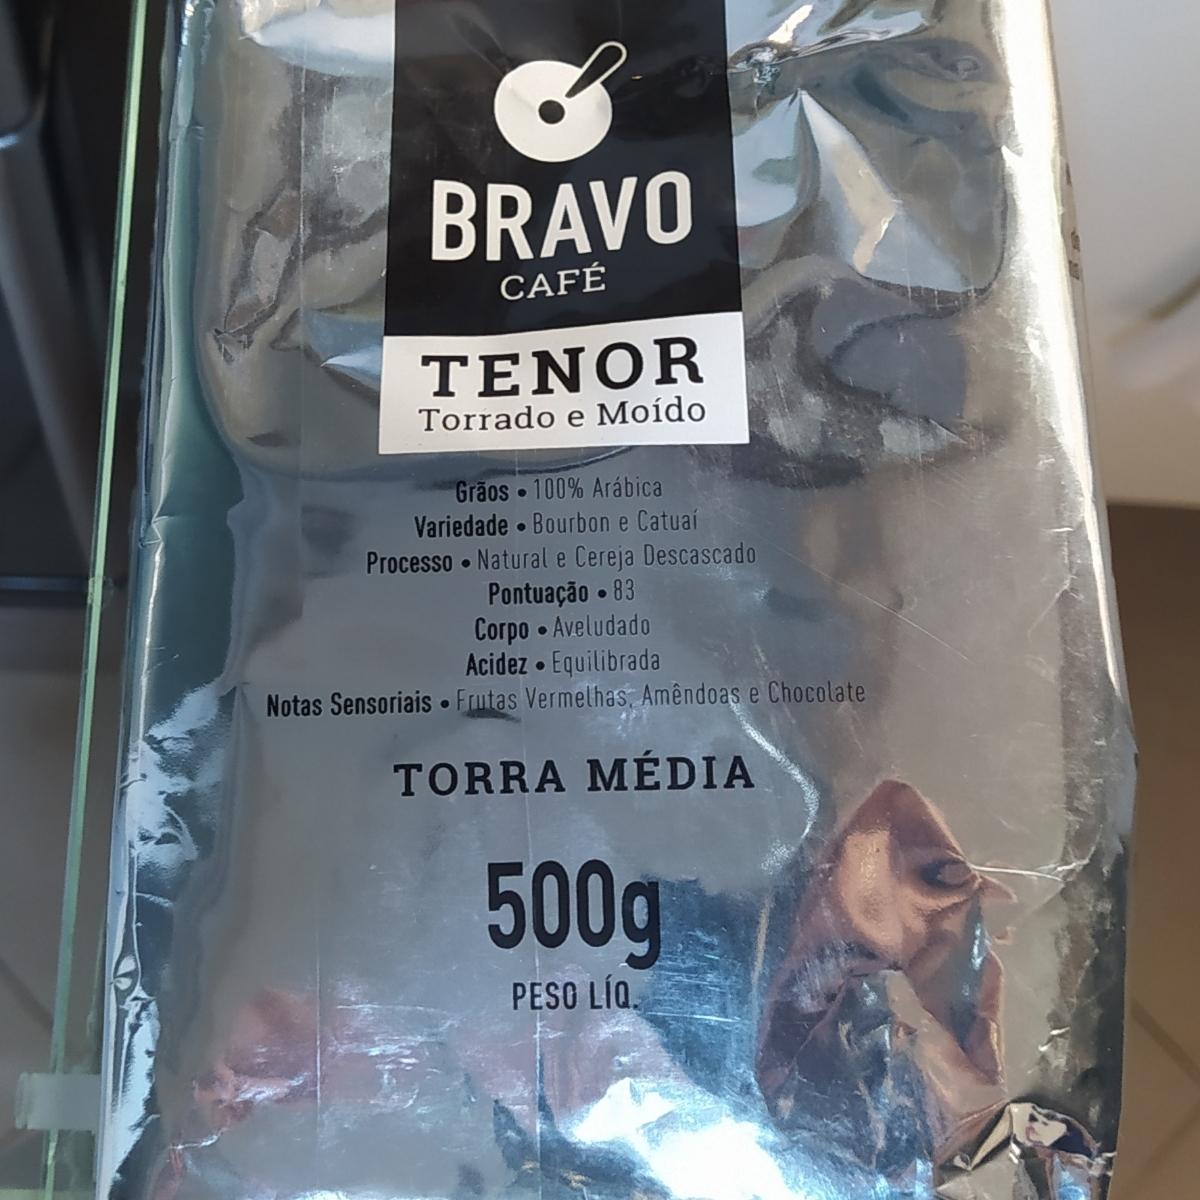 BRAVO
CAFÉ
TENOR
Torrado e Moído
Grãos • 100% Arábica
Variedade • Bourbon e Catuaí
Processo • Natural e Cereja Descascado
Pontuação • 83
Corpo • Aveludado
Acidez • Equilibrada
Notas Sensoriais • Frutas Vermelhas, Amêndoas e Chocolate
TORRA MÉDIA
500g
PESO LÍQ.